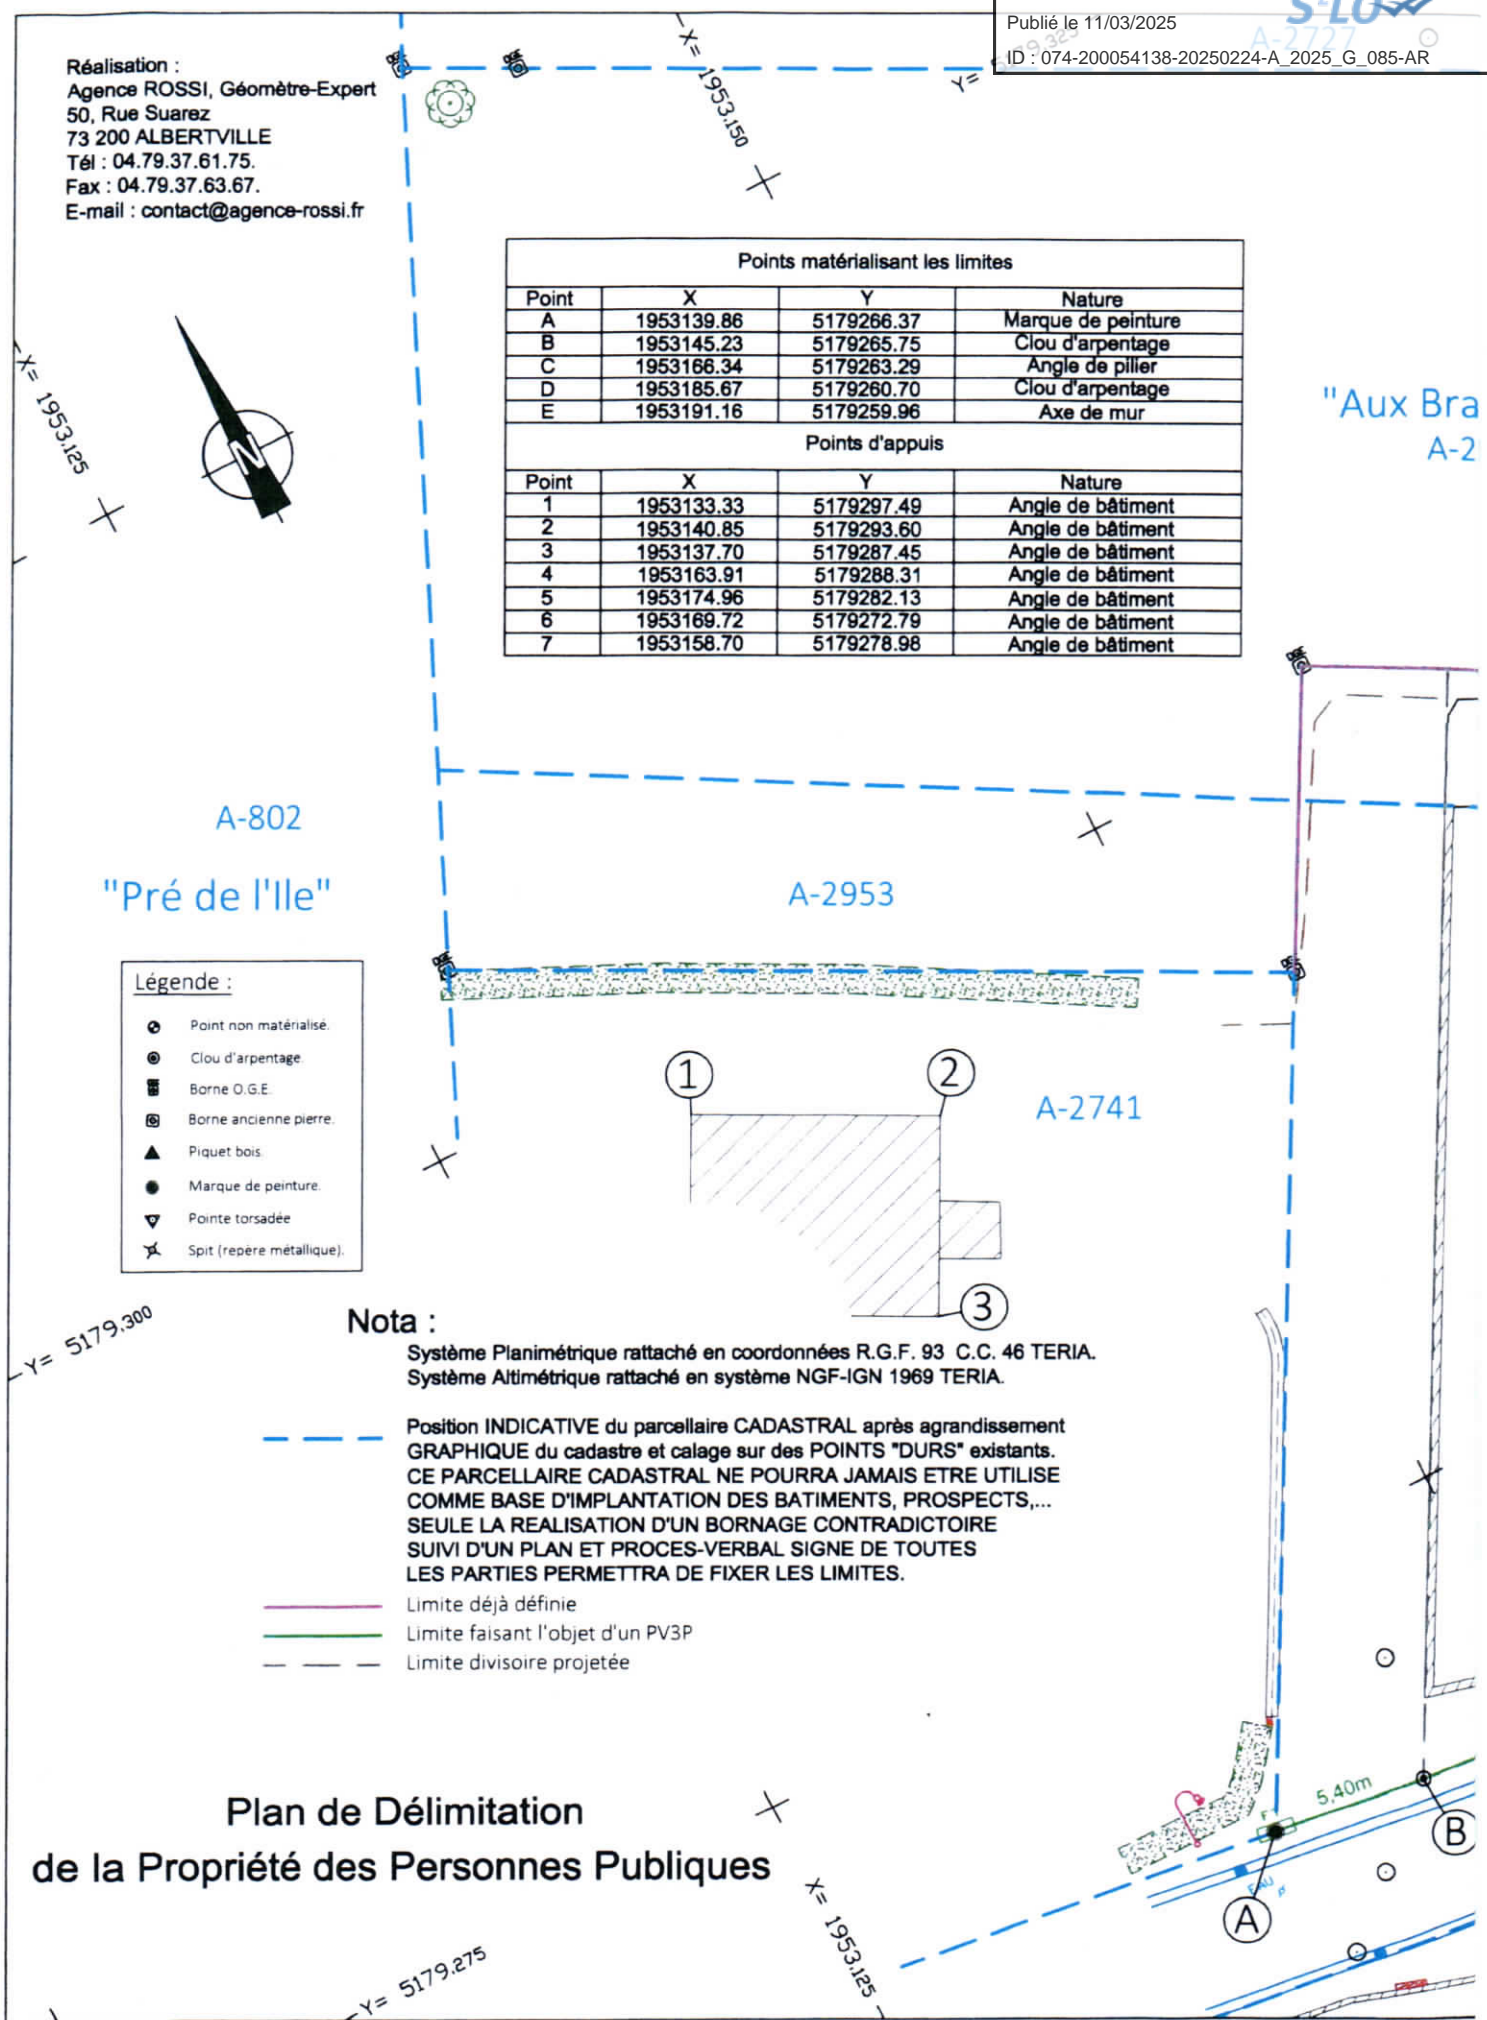 Publié le 11/03/2025
S²LO
A-2727
ID : 074-200054138-20250224-A_2025_G_085-AR
Réalisation :
Agence ROSSI, Géomètre-Expert
50, Rue Suarez
73 200 ALBERTVILLE
Tél : 04.79.37.61.75.
Fax : 04.79.37.63.67.
E-mail : contact@agence-rossi.fr
X= 1953.150
Y= 5179.325
X= 1953.125
N
Points matérialisant les limites
Point X Y Nature
A 1953139.86 5179266.37 Marque de peinture
B 1953145.23 5179265.75 Clou d'arpentage
C 1953166.34 5179263.29 Angle de pilier
D 1953185.67 5179260.70 Clou d'arpentage
E 1953191.16 5179259.96 Axe de mur
Points d'appuis
Point X Y Nature
1 1953133.33 5179297.49 Angle de bâtiment
2 1953140.85 5179293.60 Angle de bâtiment
3 1953137.70 5179287.45 Angle de bâtiment
4 1953163.91 5179288.31 Angle de bâtiment
5 1953174.96 5179282.13 Angle de bâtiment
6 1953169.72 5179272.79 Angle de bâtiment
7 1953158.70 5179278.98 Angle de bâtiment
"Aux Bra
A-2
A-802
"Pré de l'Ile"
A-2953
A-2741
Légende :
Point non matérialisé.
Clou d'arpentage.
Borne O.G.E.
Borne ancienne pierre.
Piquet bois.
Marque de peinture.
Pointe torsadée
Spit (repère métallique).
1
2
3
Y= 5179.300
Nota :
Système Planimétrique rattaché en coordonnées R.G.F. 93 C.C. 46 TERIA.
Système Altimétrique rattaché en système NGF-IGN 1969 TERIA.
Position INDICATIVE du parcellaire CADASTRAL après agrandissement
GRAPHIQUE du cadastre et calage sur des POINTS "DURS" existants.
CE PARCELLAIRE CADASTRAL NE POURRA JAMAIS ETRE UTILISE
COMME BASE D'IMPLANTATION DES BATIMENTS, PROSPECTS,...
SEULE LA REALISATION D'UN BORNAGE CONTRADICTOIRE
SUIVI D'UN PLAN ET PROCES-VERBAL SIGNE DE TOUTES
LES PARTIES PERMETTRA DE FIXER LES LIMITES.
Limite déjà définie
Limite faisant l'objet d'un PV3P
Limite divisoire projetée
5,40m
B
EAU
A
Plan de Délimitation
de la Propriété des Personnes Publiques
X= 1953.125
Y= 5179.275